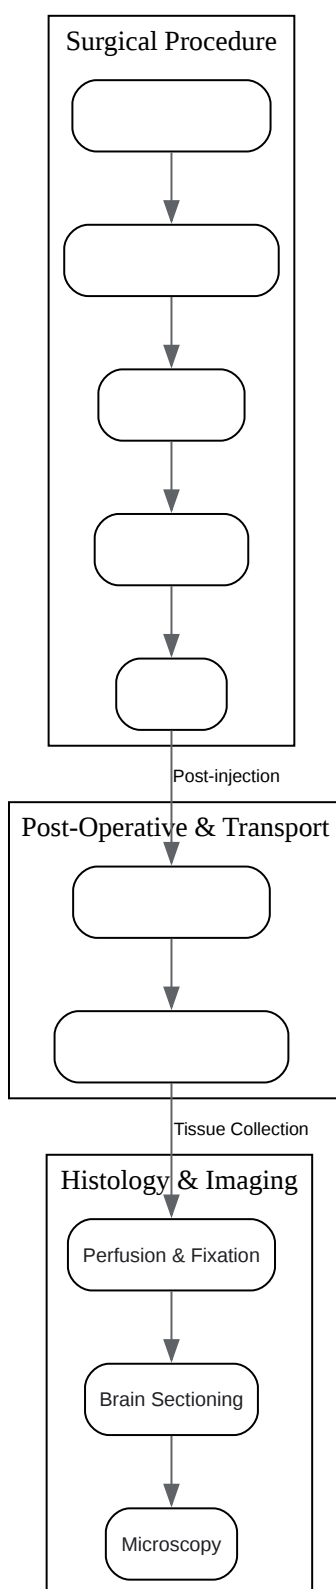 Surgical Procedure
Post-injection
Post-Operative & Transport
Tissue Collection
Histology & Imaging
Perfusion & Fixation
Brain Sectioning
Microscopy